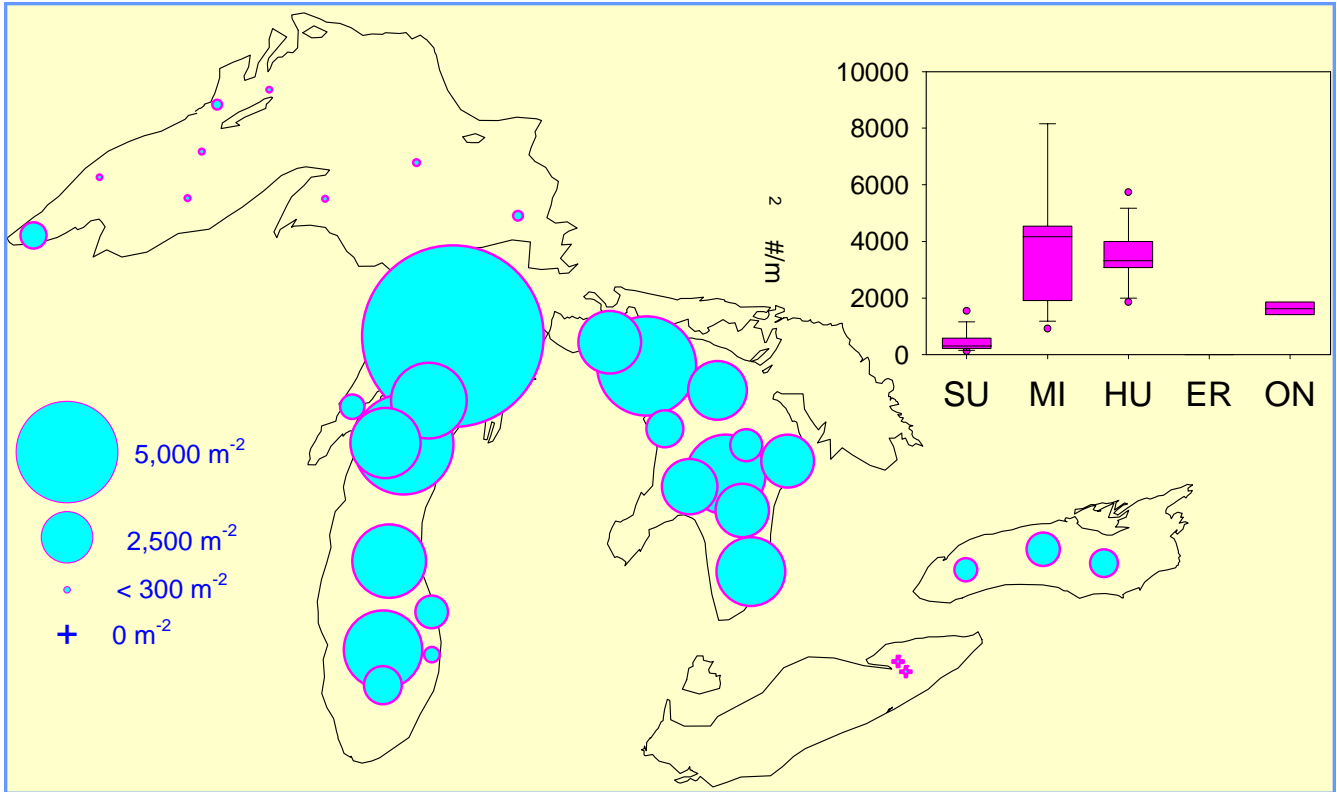 10000
8000
6000
4000
2000
0
#/m²
SU MI HU ER ON
5,000 m⁻²
2,500 m⁻²
< 300 m⁻²
0 m⁻²